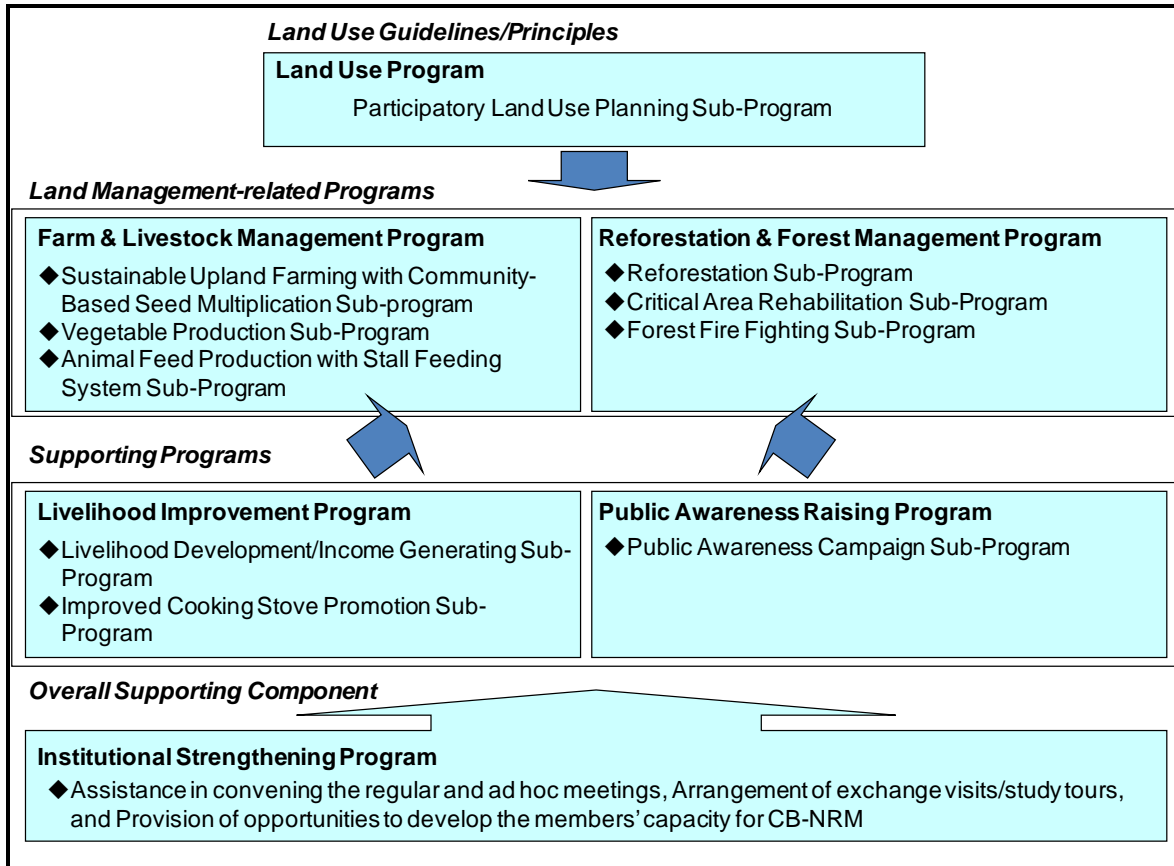 Land Use Guidelines/Principles
Land Use Program
Participatory Land Use Planning Sub-Program
Land Management-related Programs
Farm & Livestock Management Program
◆Sustainable Upland Farming with Community-
Based Seed Multiplication Sub-program
◆Vegetable Production Sub-Program
◆Animal Feed Production with Stall Feeding
System Sub-Program
Reforestation & Forest Management Program
◆Reforestation Sub-Program
◆Critical Area Rehabilitation Sub-Program
◆Forest Fire Fighting Sub-Program
Supporting Programs
Livelihood Improvement Program
◆Livelihood Development/Income Generating Sub-
Program
◆Improved Cooking Stove Promotion Sub-
Program
Public Awareness Raising Program
◆Public Awareness Campaign Sub-Program
Overall Supporting Component
Institutional Strengthening Program
◆Assistance in convening the regular and ad hoc meetings, Arrangement of exchange visits/study tours,
and Provision of opportunities to develop the members' capacity for CB-NRM